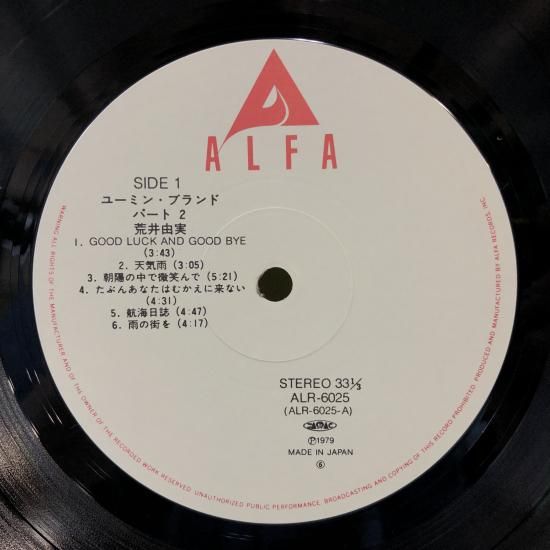 ALFA
SIDE 1
ユーミン・ブランド
パート 2
荒井由実
1. GOOD LUCK AND GOOD BYE
(3:43)
2. 天気雨 (3:05)
3. 朝陽の中で微笑んで (5:21)
4. たぶんあなたはむかえに来ない
(4:31)
5. 航海日誌 (4:47)
6. 雨の街を (4:17)
STEREO 33⅓
ALR-6025
(ALR-6025-A)
JASRAC
Ⓟ1979
MADE IN JAPAN
⑥
WARNING: ALL RIGHTS OF THE MANUFACTURER AND OF THE OWNER OF THE RECORDED WORK RESERVED. UNAUTHORIZED PUBLIC PERFORMANCE, BROADCASTING AND COPYING OF THIS RECORD PROHIBITED. PRODUCED AND MANUFACTURED BY ALFA RECORDS, INC.